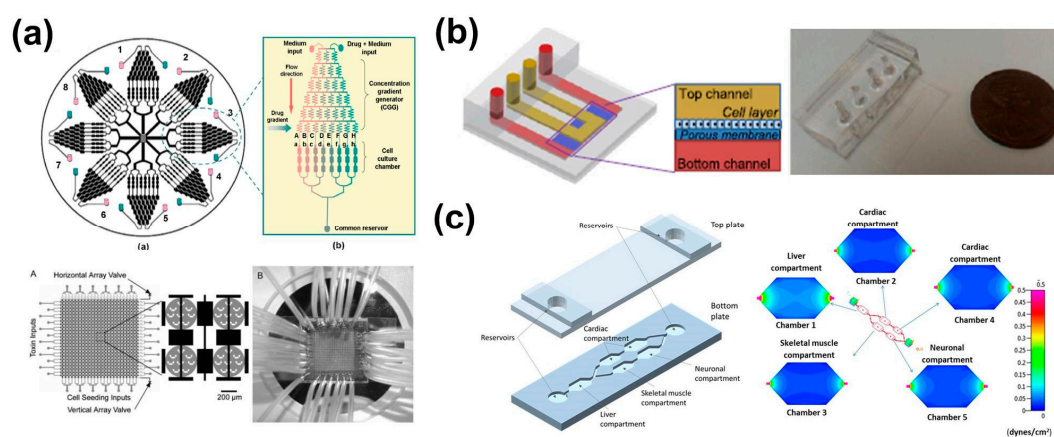 (a)
1
2
3
4
5
6
7
8
(a)
Medium
input
Drug + Medium
input
Flow
direction
Concentration
gradient
generator
(CGG)
Drug
gradient
A B C D E F G H
a b c d e f g h
Cell
culture
chamber
Common reservoir
(b)
A
Horizontal Array Valve
Toxin Inputs
Cell Seeding Inputs
Vertical Array Valve
200 µm
B
(b)
Top channel
Cell layer
Porous membrane
Bottom channel
(c)
Reservoirs
Top plate
Bottom
plate
Reservoirs
Cardiac
compartments
Neuronal
compartment
Skeletal muscle
compartment
Liver
compartment
Cardiac
compartment
Chamber 2
Liver
compartment
Chamber 1
Cardiac
compartment
Chamber 4
Skeletal muscle
compartment
Chamber 3
Neuronal
compartment
Chamber 5
0.5
0.5
0.45
0.4
0.35
0.3
0.25
0.2
0.15
0.1
0.05
0
(dynes/cm²)